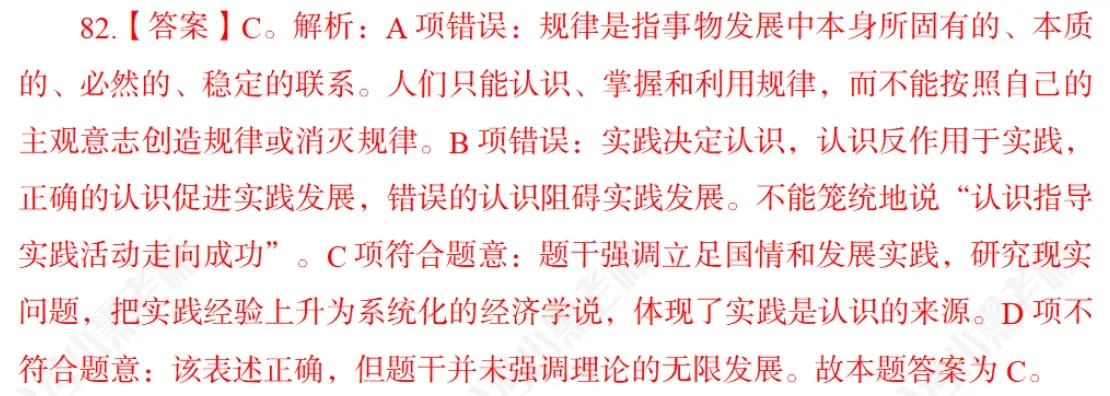 82.【答案】C。解析：A 项错误：规律是指事物发展中本身所固有的、本质
的、必然的、稳定的联系。人们只能认识、掌握和利用规律，而不能按照自己的
主观意志创造规律或消灭规律。B 项错误：实践决定认识，认识反作用于实践，
正确的认识促进实践发展，错误的认识阻碍实践发展。不能笼统地说“认识指导
实践活动走向成功”。C 项符合题意：题干强调立足国情和发展实践，研究现实
问题，把实践经验上升为系统化的经济学说，体现了实践是认识的来源。D 项不
符合题意：该表述正确，但题干并未强调理论的无限发展。故本题答案为 C。